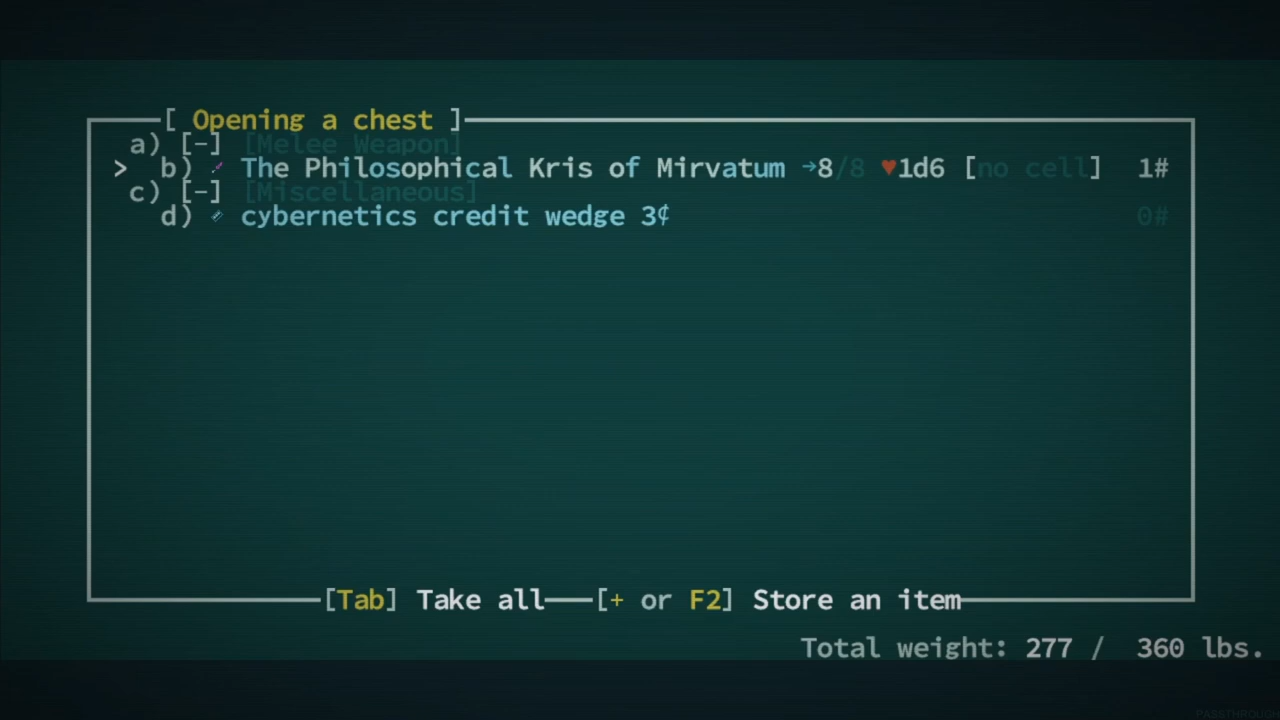 [ Opening a chest ]
a) [-] [Melee Weapon]
> b) The Philosophical Kris of Mirvatum →8/8 ♥1d6 [no cell] 1#
c) [-] [Miscellaneous]
d) cybernetics credit wedge 3¢ 0#
[Tab] Take all [+ or F2] Store an item
Total weight: 277 / 360 lbs.